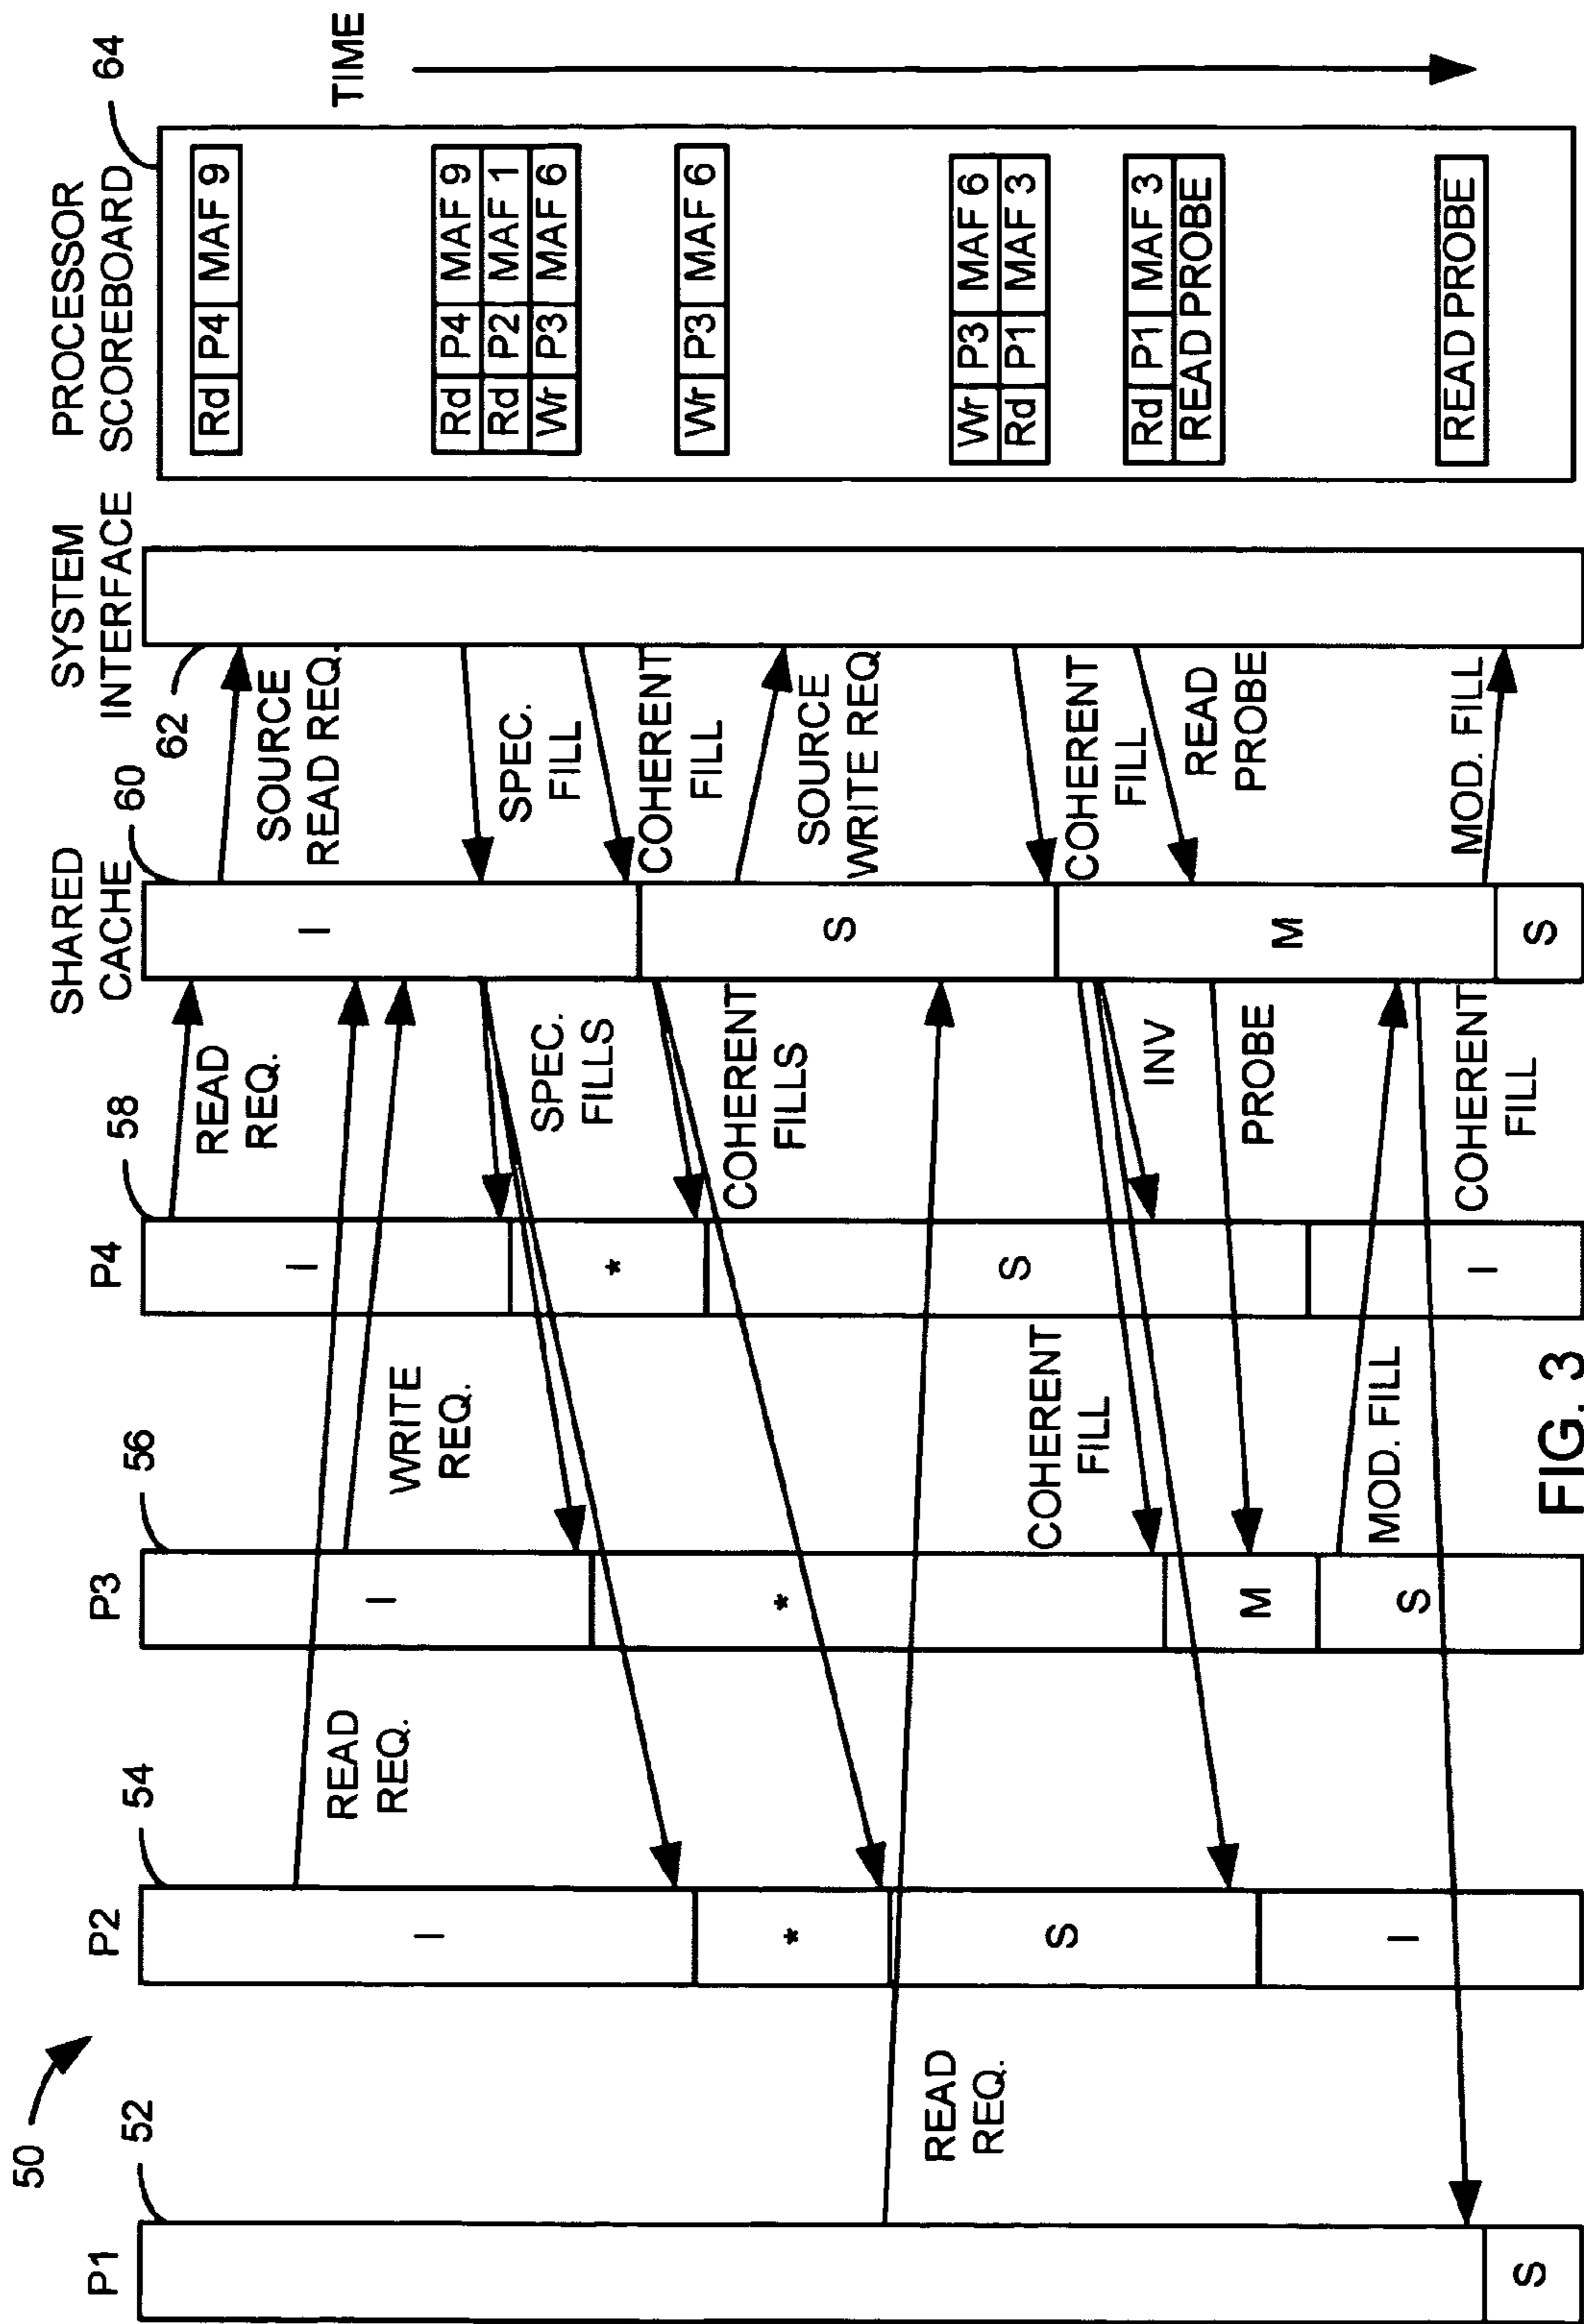 50
P1
52
P2
54
P3
56
P4
58
SHARED
CACHE
60
SYSTEM
INTERFACE
62
PROCESSOR
SCOREBOARD
64
TIME
I
I
I
I
READ
REQ.
READ
REQ.
WRITE
REQ.
SOURCE
READ REQ.
Rd P4 MAF 9
SPEC.
FILL
SPEC.
FILLS
Rd P4 MAF 9
Rd P2 MAF 1
Wr P3 MAF 6
*
*
*
COHERENT
FILL
COHERENT
FILLS
Wr P3 MAF 6
SOURCE
WRITE REQ
S
S
S
READ
REQ.
COHERENT
FILL
Wr P3 MAF 6
Rd P1 MAF 3
COHERENT
FILL
INV
M
M
READ
PROBE
PROBE
Rd P1 MAF 3
READ PROBE
MOD. FILL
S
I
I
COHERENT
FILL
MOD. FILL
READ PROBE
S
S
FIG. 3